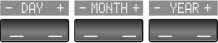 - DAY + - MONTH + - YEAR +